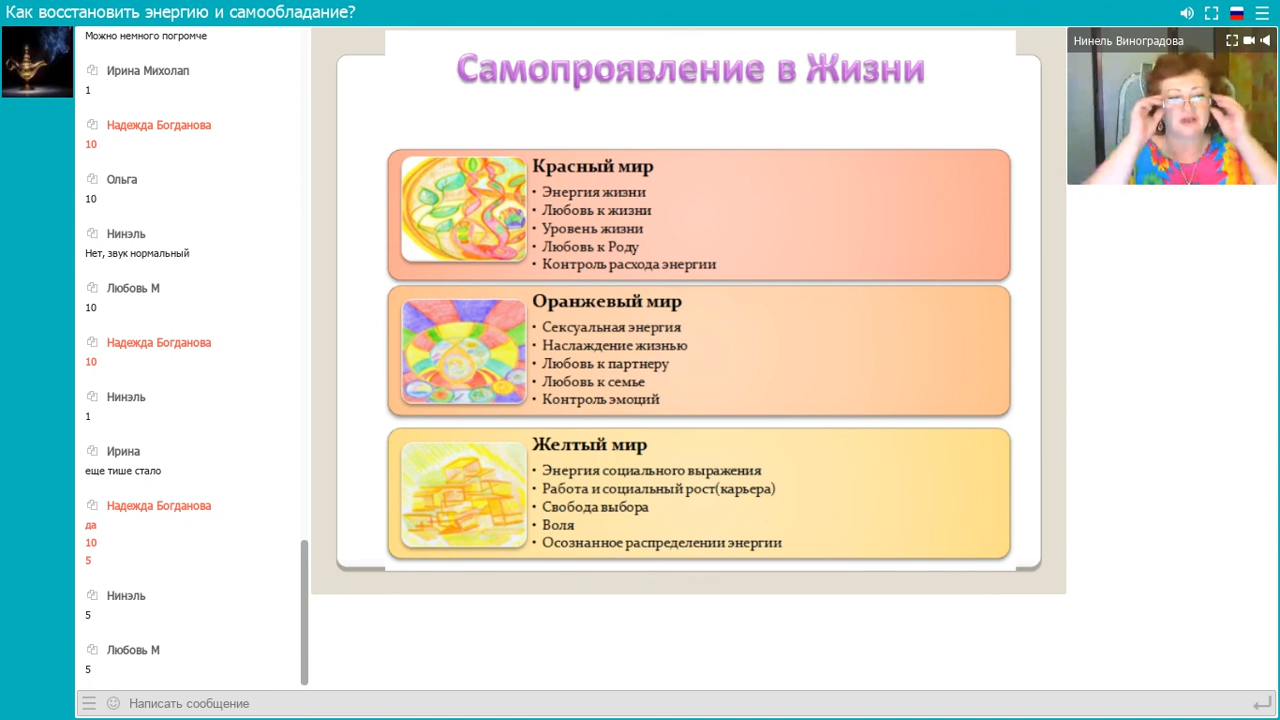 Как восстановить энергию и самообладание?
Можно немного погромче
Ирина Михолап
1
Надежда Богданова
10
Ольга
10
Нинэль
Нет, звук нормальный
Любовь М
10
Надежда Богданова
10
Нинэль
1
Ирина
еще тише стало
Надежда Богданова
да
10
5
Нинэль
5
Любовь М
5
Написать сообщение
Самопроявление в Жизни
Красный мир
• Энергия жизни
• Любовь к жизни
• Уровень жизни
• Любовь к Роду
• Контроль расхода энергии
Оранжевый мир
• Сексуальная энергия
• Наслаждение жизнью
• Любовь к партнеру
• Любовь к семье
• Контроль эмоций
Желтый мир
• Энергия социального выражения
• Работа и социальный рост(карьера)
• Свобода выбора
• Воля
• Осознанное распределении энергии
Нинель Виноградова